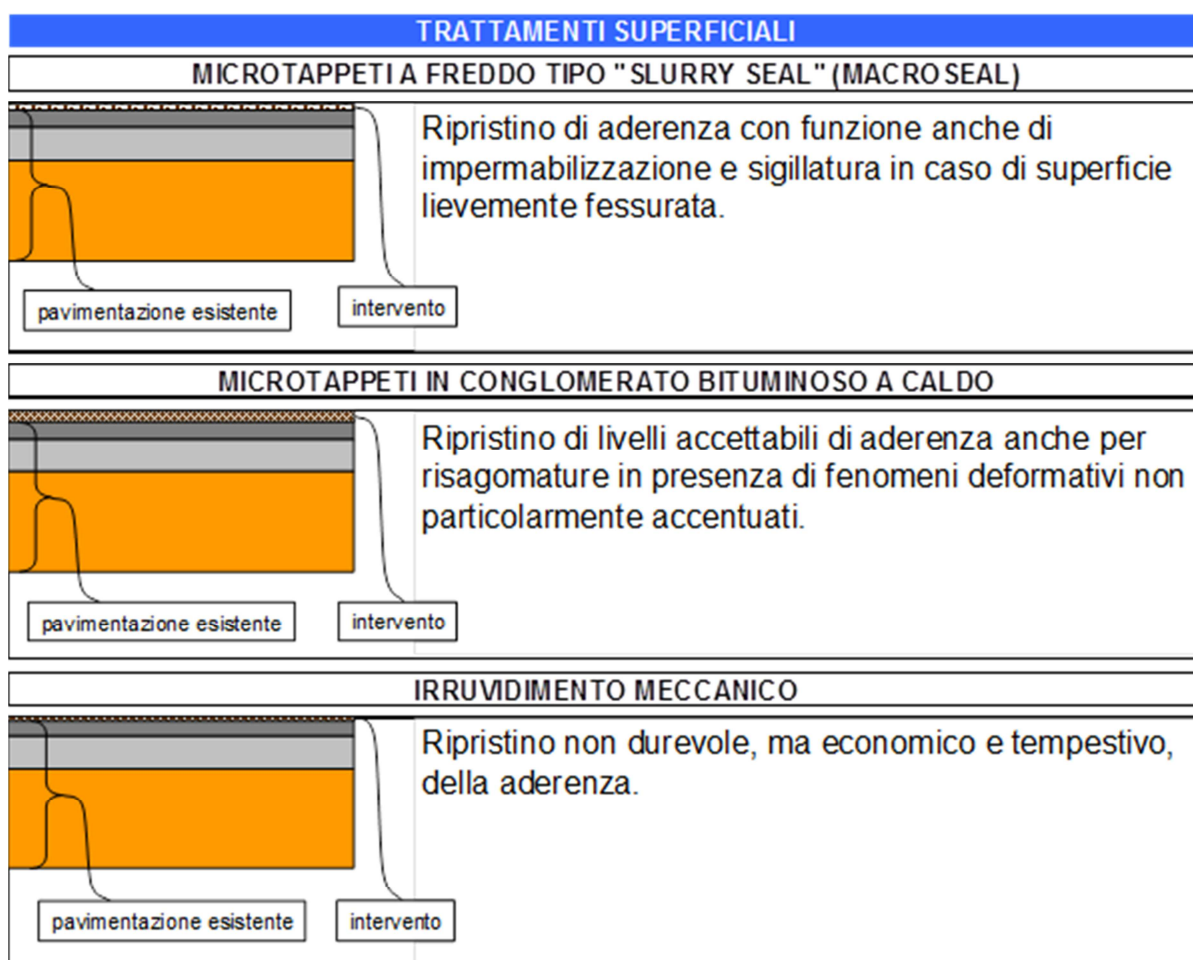 TRATTAMENTI SUPERFICIALI
MICROTAPPETI A FREDDO TIPO "SLURRY SEAL" (MACROSEAL)
Ripristino di aderenza con funzione anche di
impermabilizzazione e sigillatura in caso di superficie
lievemente fessurata.
pavimentazione esistente
intervento
MICROTAPPETI IN CONGLOMERATO BITUMINOSO A CALDO
Ripristino di livelli accettabili di aderenza anche per
risagomature in presenza di fenomeni deformativi non
particolarmente accentuati.
pavimentazione esistente
intervento
IRRUVIDIMENTO MECCANICO
Ripristino non durevole, ma economico e tempestivo,
della aderenza.
pavimentazione esistente
intervento